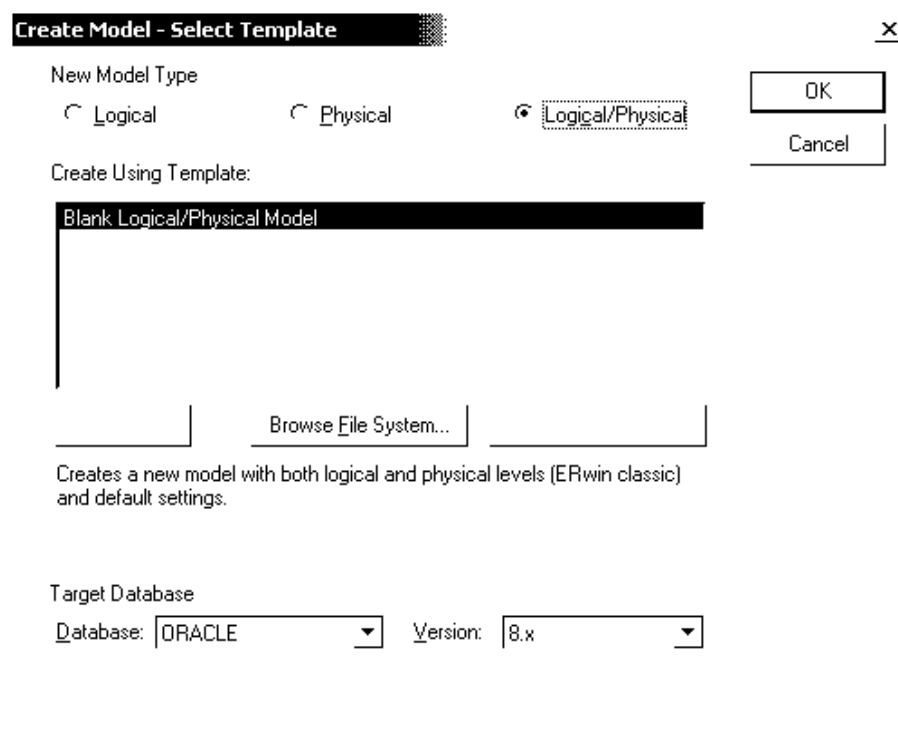 Create Model - Select Template
New Model Type
Logical Physical Logical/Physical
OK
Cancel
Create Using Template:
Blank Logical/Physical Model
Browse File System...
Creates a new model with both logical and physical levels (ERwin classic)
and default settings.
Target Database
Database: ORACLE Version: 8.x